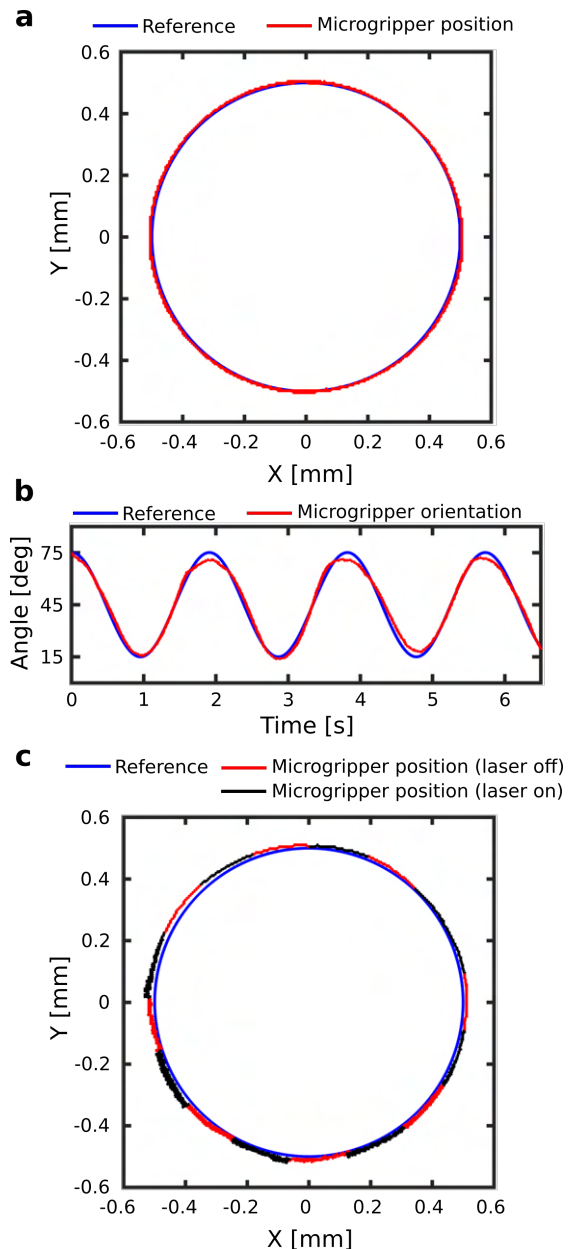 a
Reference Microgripper position
0.6
0.4
0.2
0
-0.2
-0.4
-0.6
Y [mm]
-0.6 -0.4 -0.2 0 0.2 0.4 0.6
X [mm]
b
Reference Microgripper orientation
75
45
15
Angle [deg]
0 1 2 3 4 5 6
Time [s]
c
Reference Microgripper position (laser off)
Microgripper position (laser on)
0.6
0.4
0.2
0
-0.2
-0.4
-0.6
Y [mm]
-0.6 -0.4 -0.2 0 0.2 0.4 0.6
X [mm]